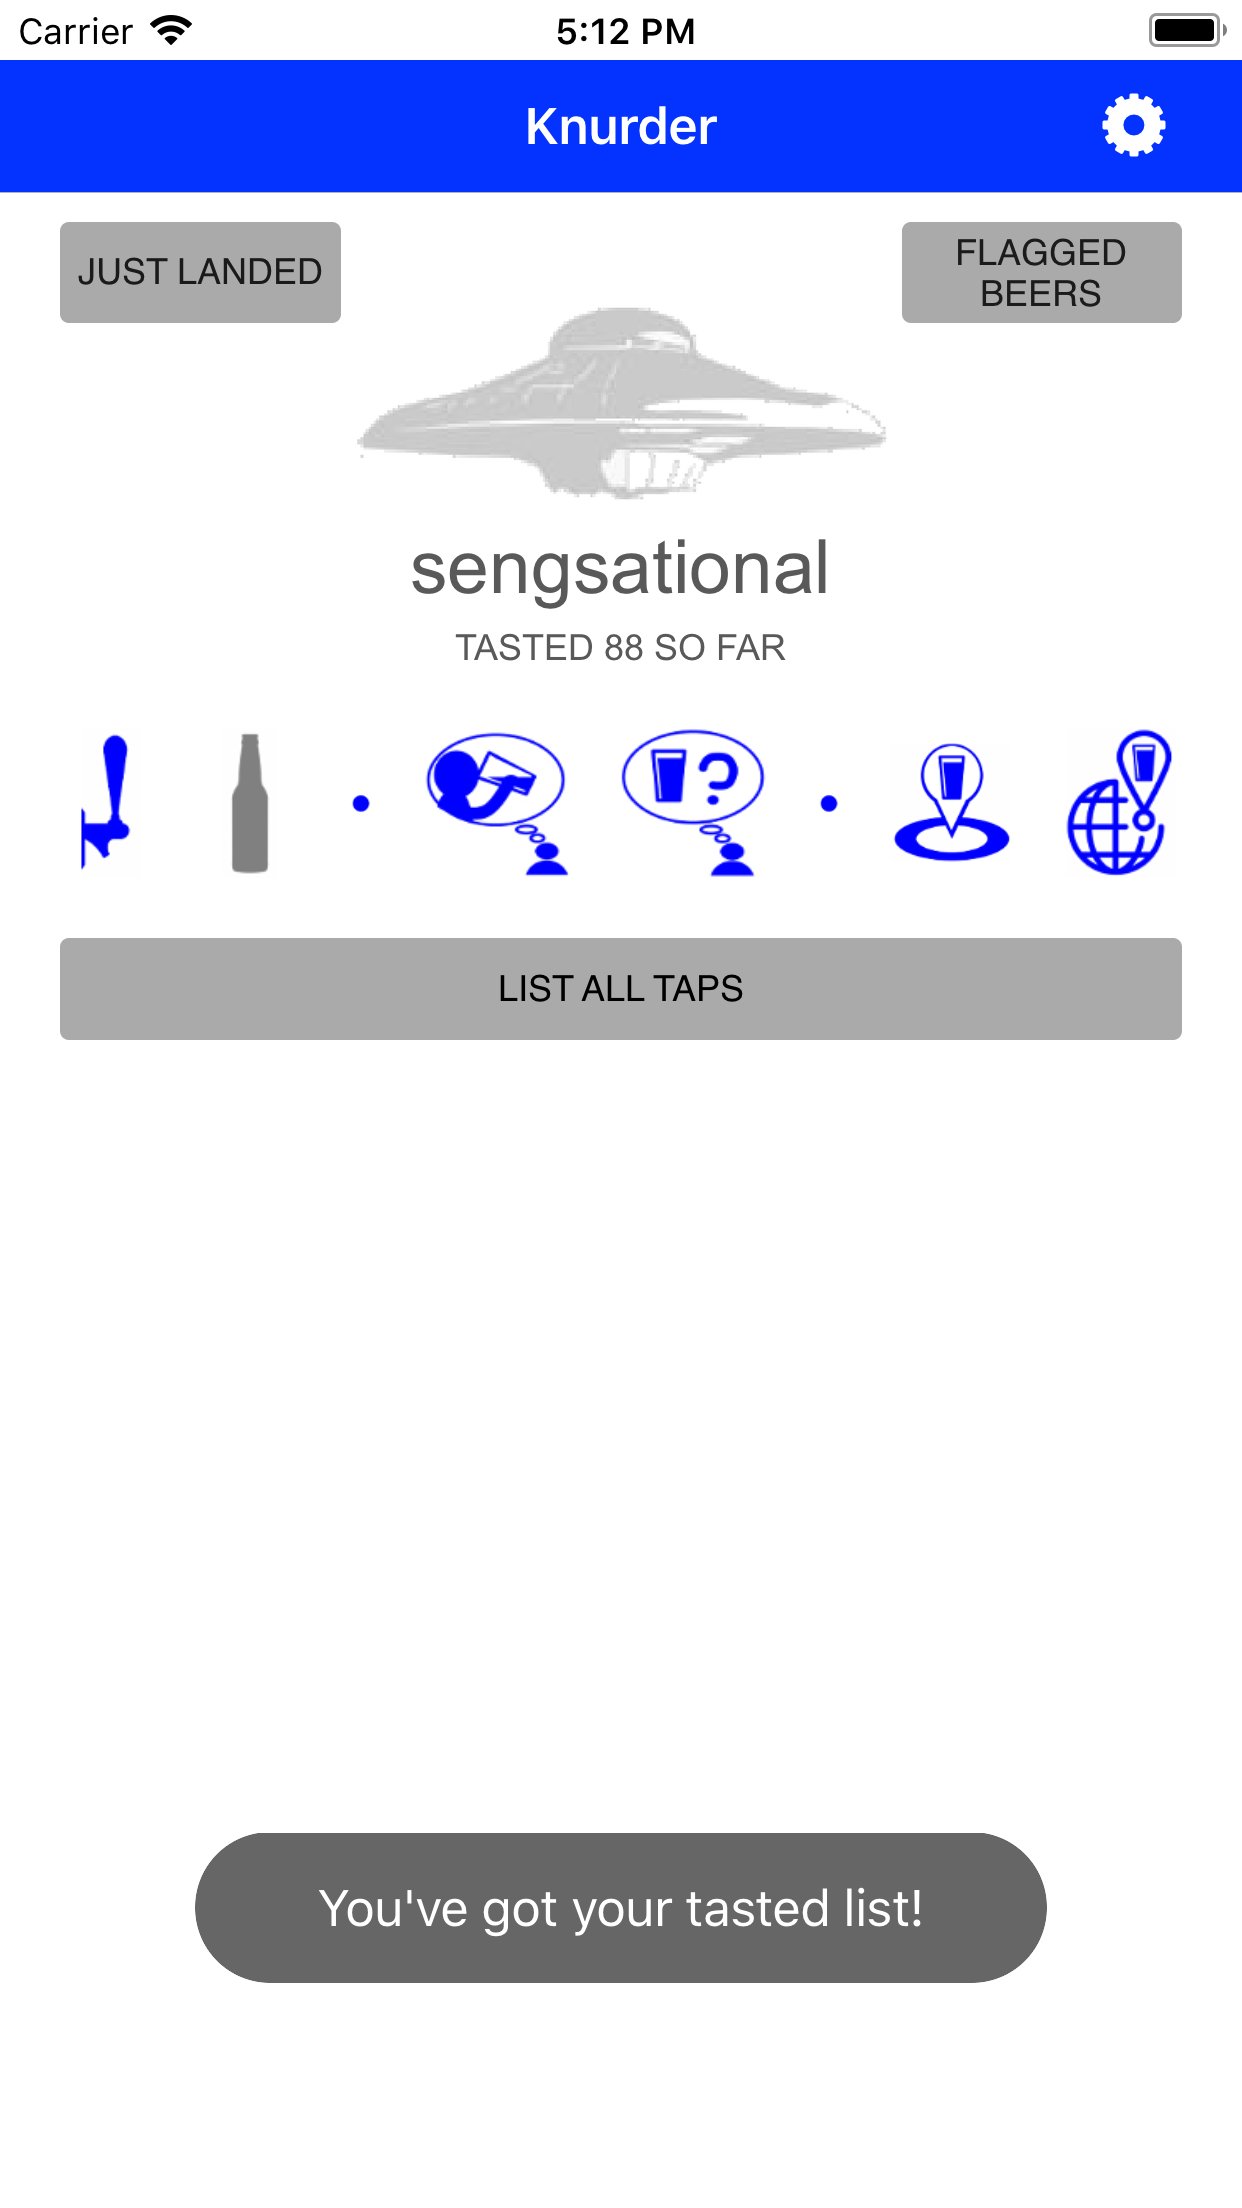 Carrier 5:12 PM
Knurder
JUST LANDED
FLAGGED
BEERS
sengsational
TASTED 88 SO FAR
?
LIST ALL TAPS
You've got your tasted list!